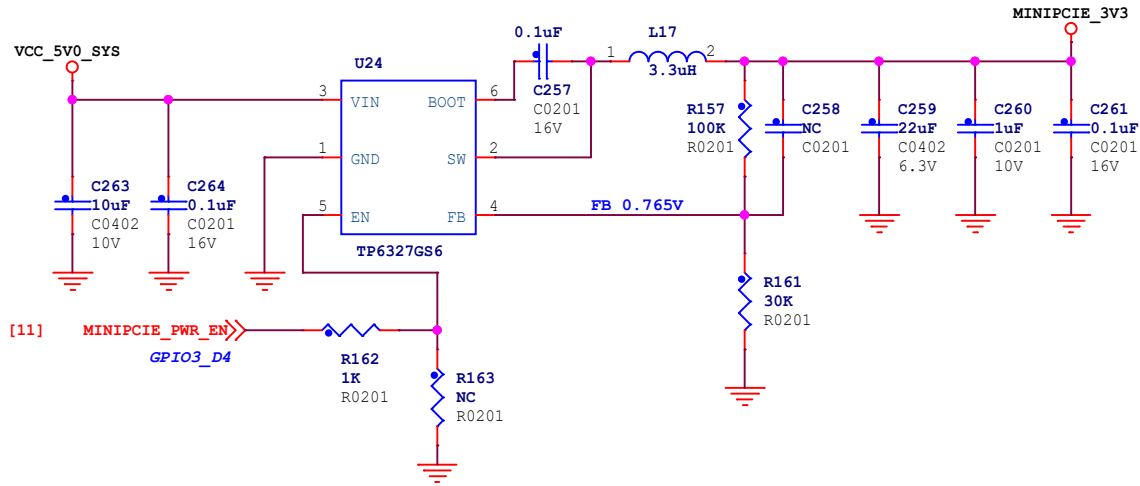 MINIPCIE_3V3
VCC_5V0_SYS
0.1uF
L17
1
2
3.3uH
U24
C257
C0201
16V
3
VIN
BOOT
6
R157
100K
R0201
C258
NC
C0201
C259
22uF
C0402
6.3V
C260
1uF
C0201
10V
C261
0.1uF
C0201
16V
1
GND
SW
2
C263
10uF
C0402
10V
C264
0.1uF
C0201
16V
5
EN
FB
4
FB 0.765V
TP6327GS6
R161
30K
R0201
[11]
MINIPCIE_PWR_EN
GPIO3_D4
R162
1K
R0201
R163
NC
R0201